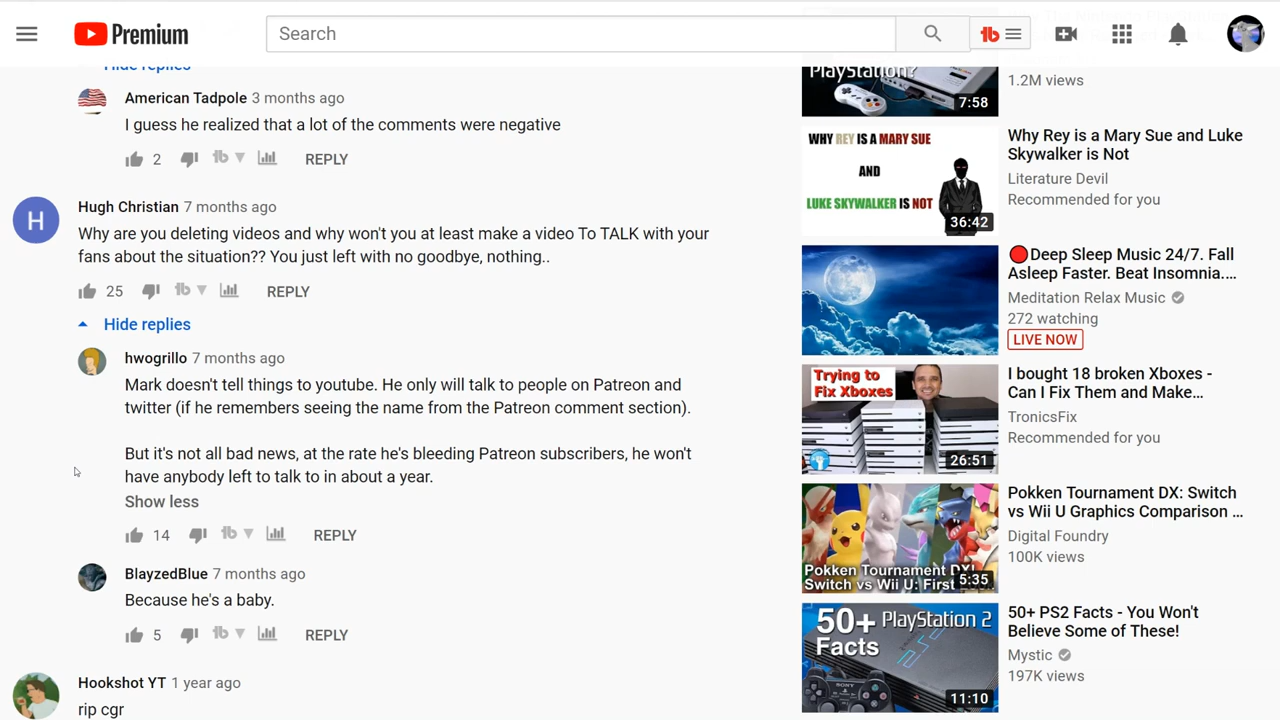 Premium
Search
Hide replies
American Tadpole 3 months ago
I guess he realized that a lot of the comments were negative
2 REPLY
H
Hugh Christian 7 months ago
Why are you deleting videos and why won't you at least make a video To TALK with your
fans about the situation?? You just left with no goodbye, nothing..
25 REPLY
Hide replies
hwogrillo 7 months ago
Mark doesn't tell things to youtube. He only will talk to people on Patreon and
twitter (if he remembers seeing the name from the Patreon comment section).
But it's not all bad news, at the rate he's bleeding Patreon subscribers, he won't
have anybody left to talk to in about a year.
Show less
14 REPLY
BlayzedBlue 7 months ago
Because he's a baby.
5 REPLY
Hookshot YT 1 year ago
rip cgr
PlayStation?
7:58
1.2M views
WHY REY IS A MARY SUE
AND
LUKE SKYWALKER IS NOT
36:42
Why Rey is a Mary Sue and Luke
Skywalker is Not
Literature Devil
Recommended for you
Deep Sleep Music 24/7. Fall
Asleep Faster. Beat Insomnia....
Meditation Relax Music
272 watching
LIVE NOW
Trying to
Fix Xboxes
26:51
I bought 18 broken Xboxes -
Can I Fix Them and Make...
TronicsFix
Recommended for you
Pokken Tournament DX:
Switch vs Wii U: First
5:35
Pokken Tournament DX: Switch
vs Wii U Graphics Comparison ...
Digital Foundry
100K views
50+ PlayStation 2
Facts
SONY
11:10
50+ PS2 Facts - You Won't
Believe Some of These!
Mystic
197K views